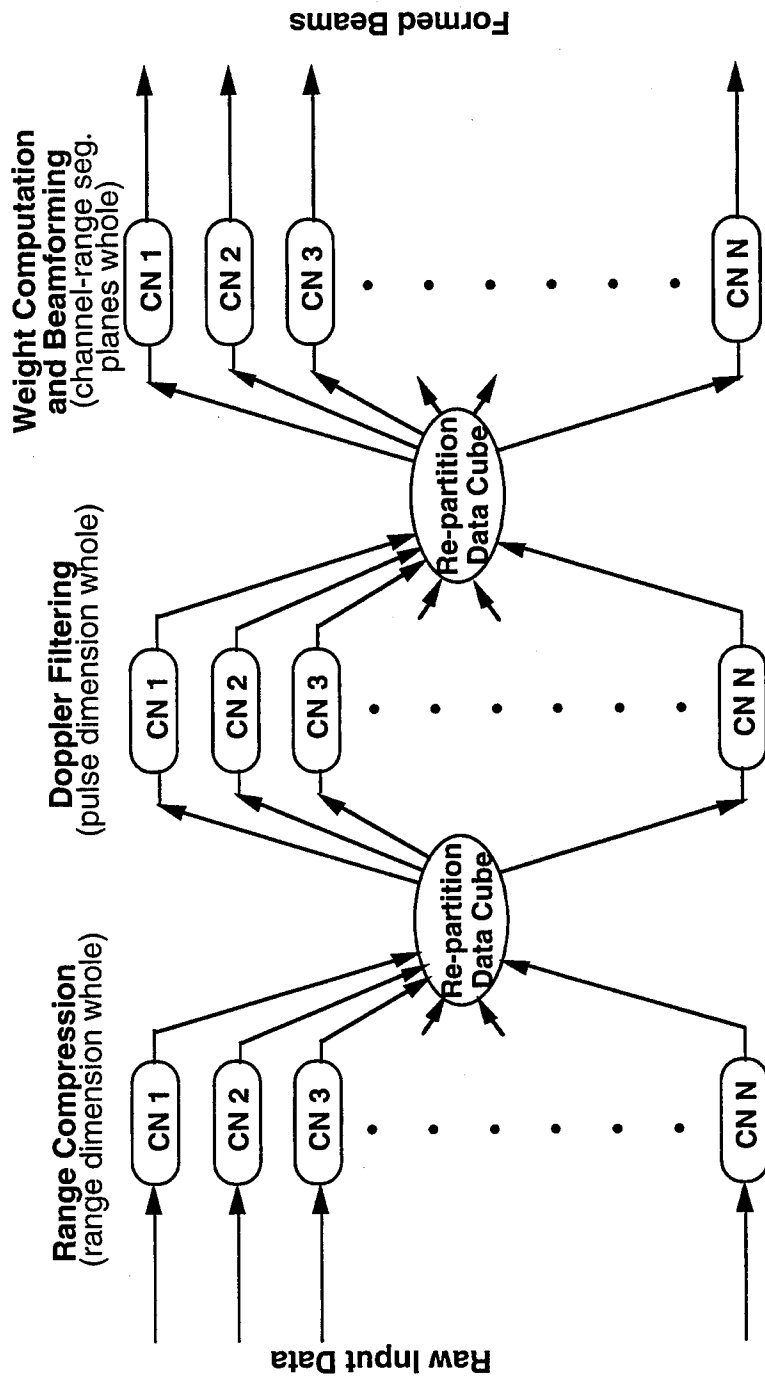 Raw Input Data
Range Compression
(range dimension whole)
CN 1
CN 2
CN 3
CN N
Re-partition
Data Cube
Doppler Filtering
(pulse dimension whole)
CN 1
CN 2
CN 3
CN N
Re-partition
Data Cube
Weight Computation
and Beamforming
(channel-range seg.
planes whole)
CN 1
CN 2
CN 3
CN N
Formed Beams